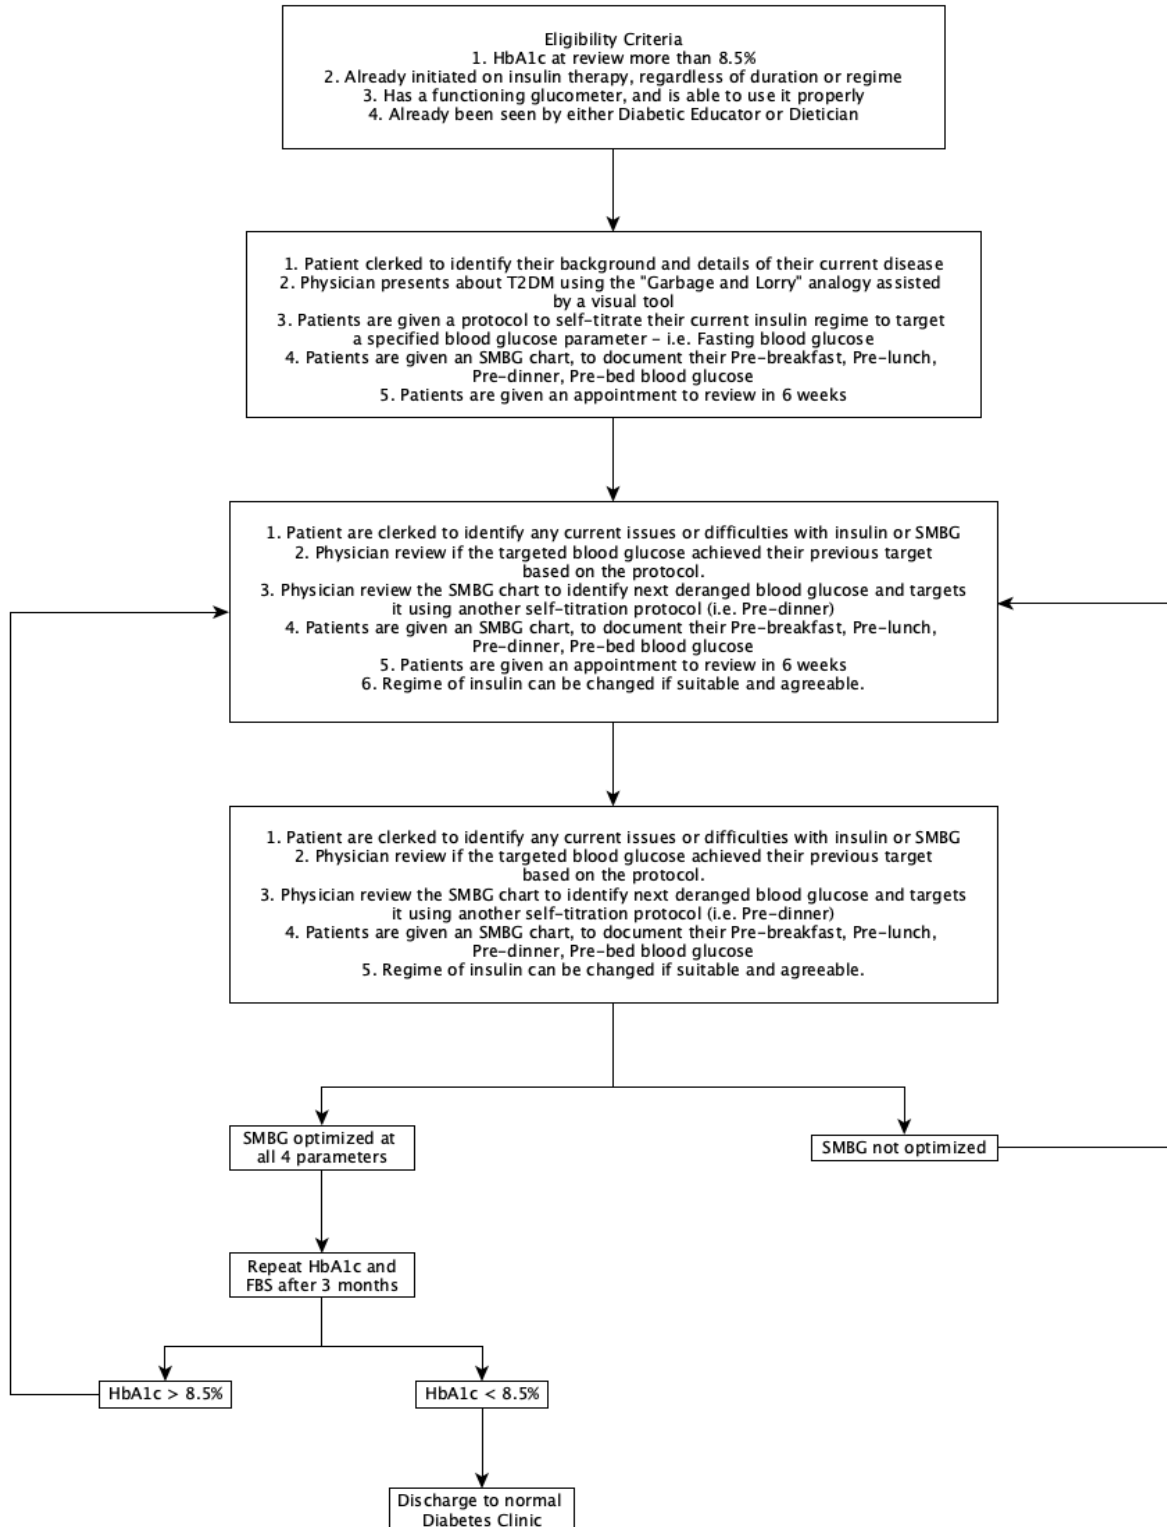 Eligibility Criteria
1. HbA1c at review more than 8.5%
2. Already initiated on insulin therapy, regardless of duration or regime
3. Has a functioning glucometer, and is able to use it properly
4. Already been seen by either Diabetic Educator or Dietician
1. Patient clerked to identify their background and details of their current disease
2. Physician presents about T2DM using the "Garbage and Lorry" analogy assisted
by a visual tool
3. Patients are given a protocol to self-titrate their current insulin regime to target
a specified blood glucose parameter - i.e. Fasting blood glucose
4. Patients are given an SMBG chart, to document their Pre-breakfast, Pre-lunch,
Pre-dinner, Pre-bed blood glucose
5. Patients are given an appointment to review in 6 weeks
1. Patient are clerked to identify any current issues or difficulties with insulin or SMBG
2. Physician review if the targeted blood glucose achieved their previous target
based on the protocol.
3. Physician review the SMBG chart to identify next deranged blood glucose and targets
it using another self-titration protocol (i.e. Pre-dinner)
4. Patients are given an SMBG chart, to document their Pre-breakfast, Pre-lunch,
Pre-dinner, Pre-bed blood glucose
5. Patients are given an appointment to review in 6 weeks
6. Regime of insulin can be changed if suitable and agreeable.
1. Patient are clerked to identify any current issues or difficulties with insulin or SMBG
2. Physician review if the targeted blood glucose achieved their previous target
based on the protocol.
3. Physician review the SMBG chart to identify next deranged blood glucose and targets
it using another self-titration protocol (i.e. Pre-dinner)
4. Patients are given an SMBG chart, to document their Pre-breakfast, Pre-lunch,
Pre-dinner, Pre-bed blood glucose
5. Regime of insulin can be changed if suitable and agreeable.
SMBG optimized at
all 4 parameters
SMBG not optimized
Repeat HbA1c and
FBS after 3 months
HbA1c > 8.5%
HbA1c < 8.5%
Discharge to normal
Diabetes Clinic